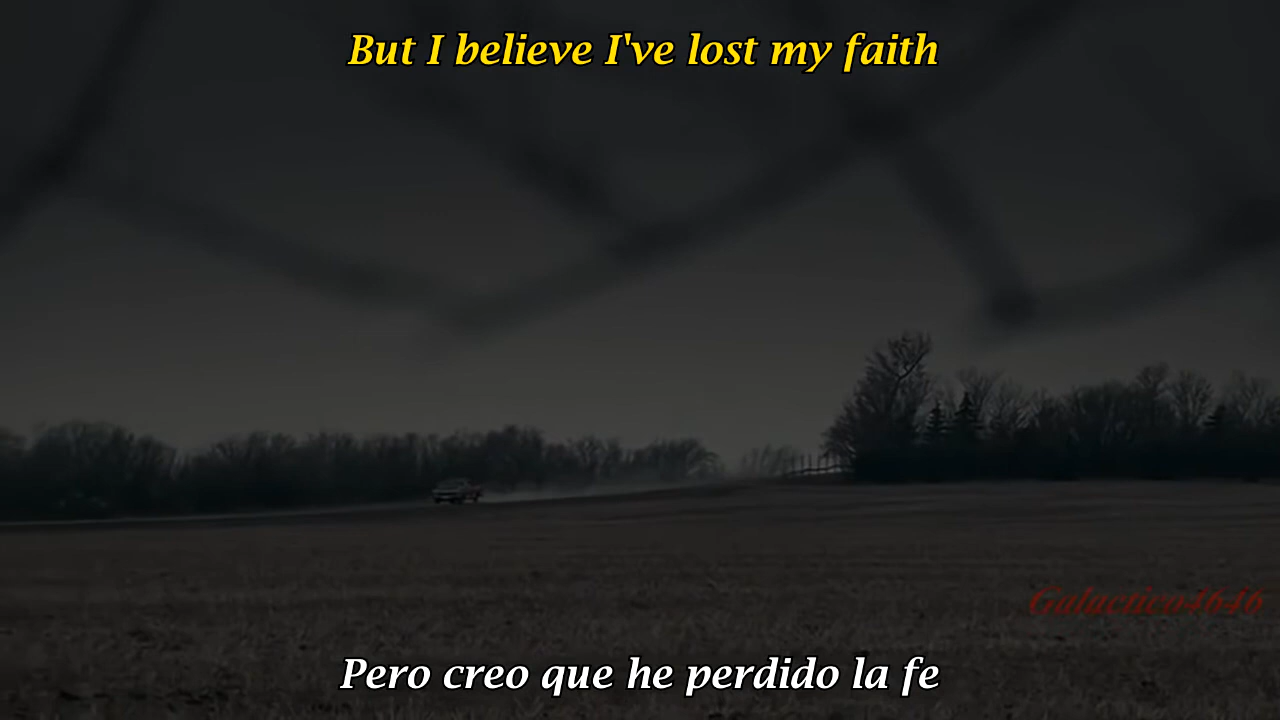 But I believe I've lost my faith
Galactico4646
Pero creo que he perdido la fe